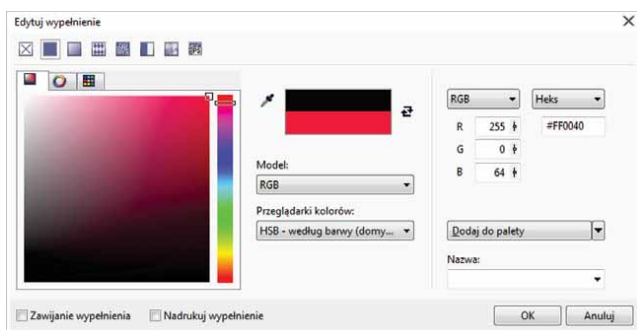 Edytuj wypełnienie
RGB
Heks
R 255
#FF0040
G 0
B 64
Model:
RGB
Przeglądarki kolorów:
HSB - według barwy (domy...
Dodaj do palety
Nazwa:
Zawijanie wypełnienia
Nadrukuj wypełnienie
OK
Anuluj